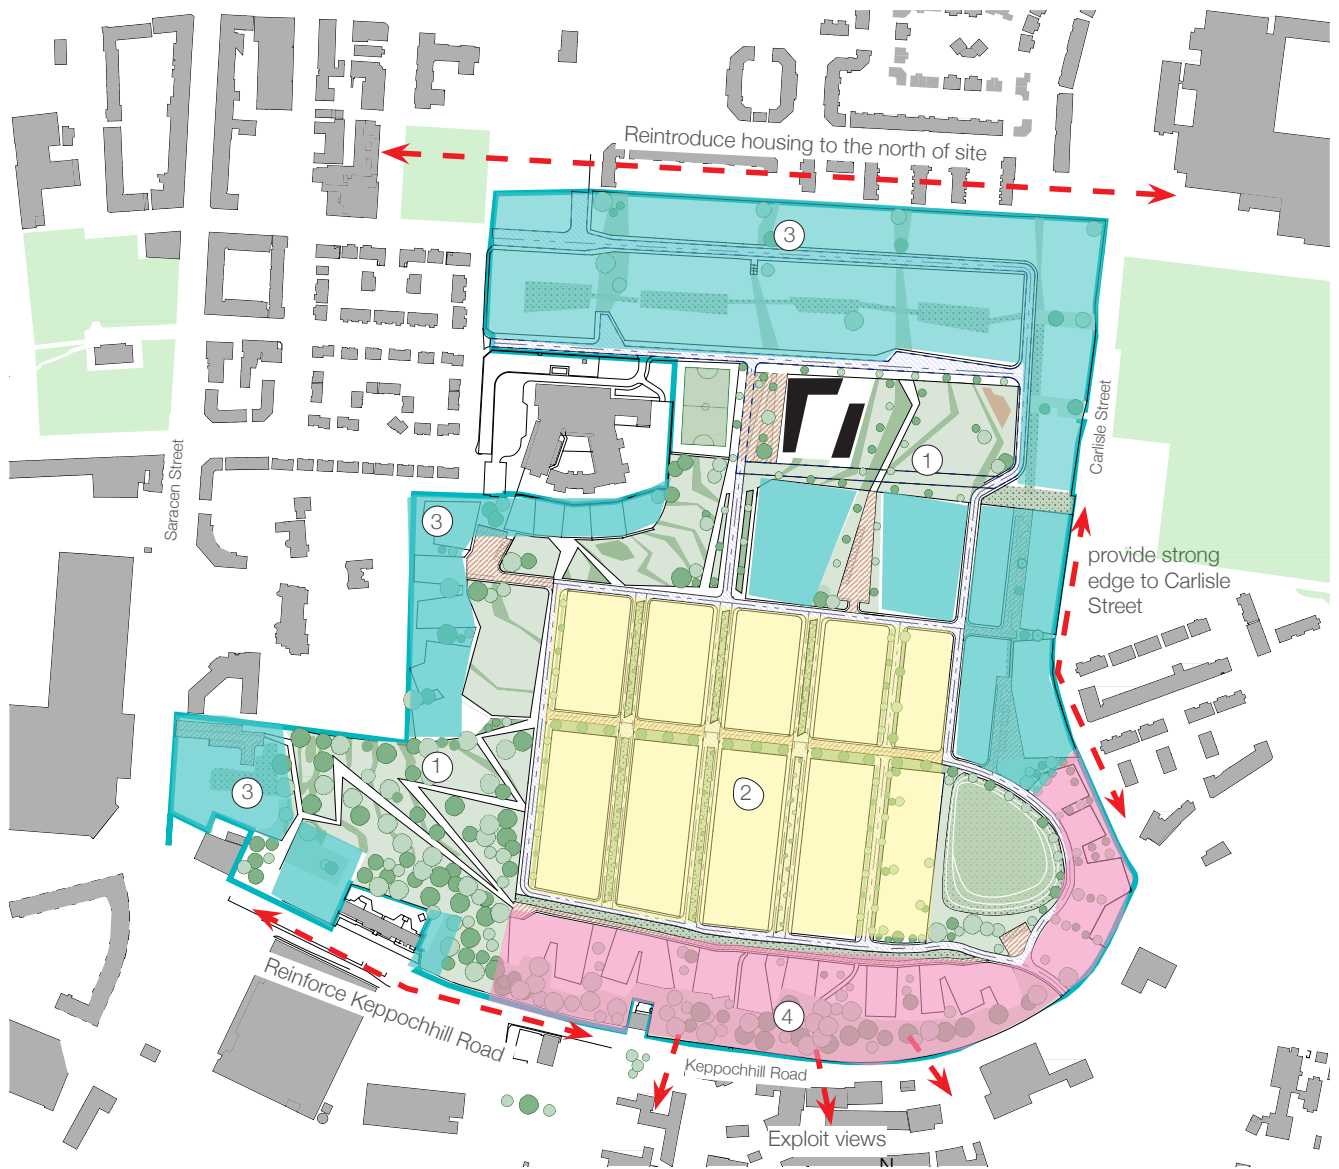 Reintroduce housing to the north of site
3
1
Carlisle Street
Saracen Street
3
provide strong
edge to Carlisle
Street
1
3
2
Reinforce Keppochhill Road
4
Keppochhill Road
Exploit views
N